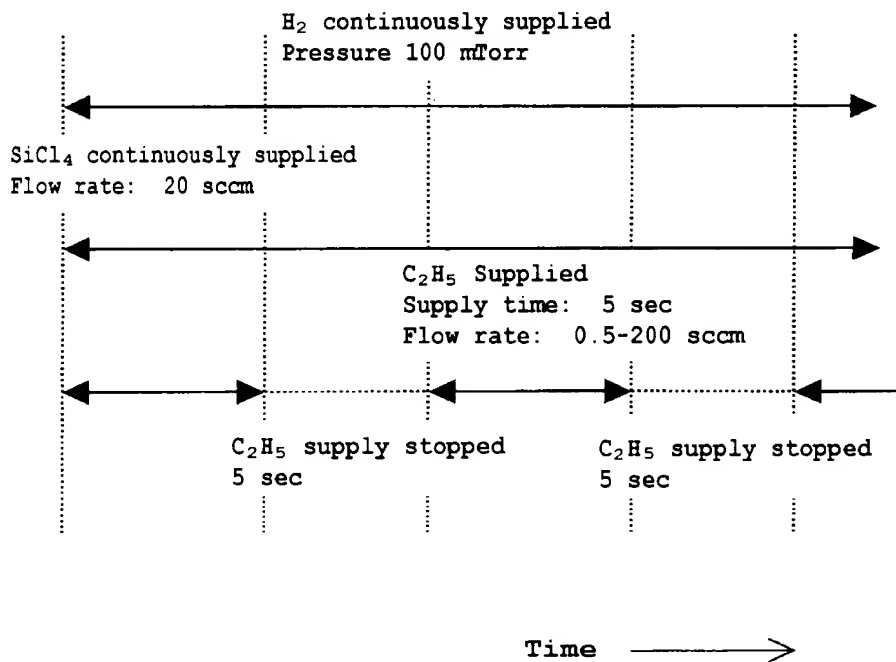 H₂ continuously supplied
Pressure 100 mTorr
SiCl₄ continuously supplied
Flow rate: 20 sccm
C₂H₅ Supplied
Supply time: 5 sec
Flow rate: 0.5-200 sccm
C₂H₅ supply stopped
5 sec
C₂H₅ supply stopped
5 sec
Time